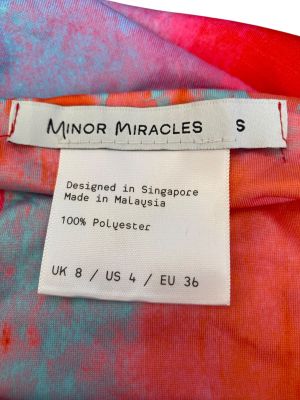 MINOR MIRACLES S
Designed in Singapore
Made in Malaysia
100% Polyester
UK 8 / US 4 / EU 36